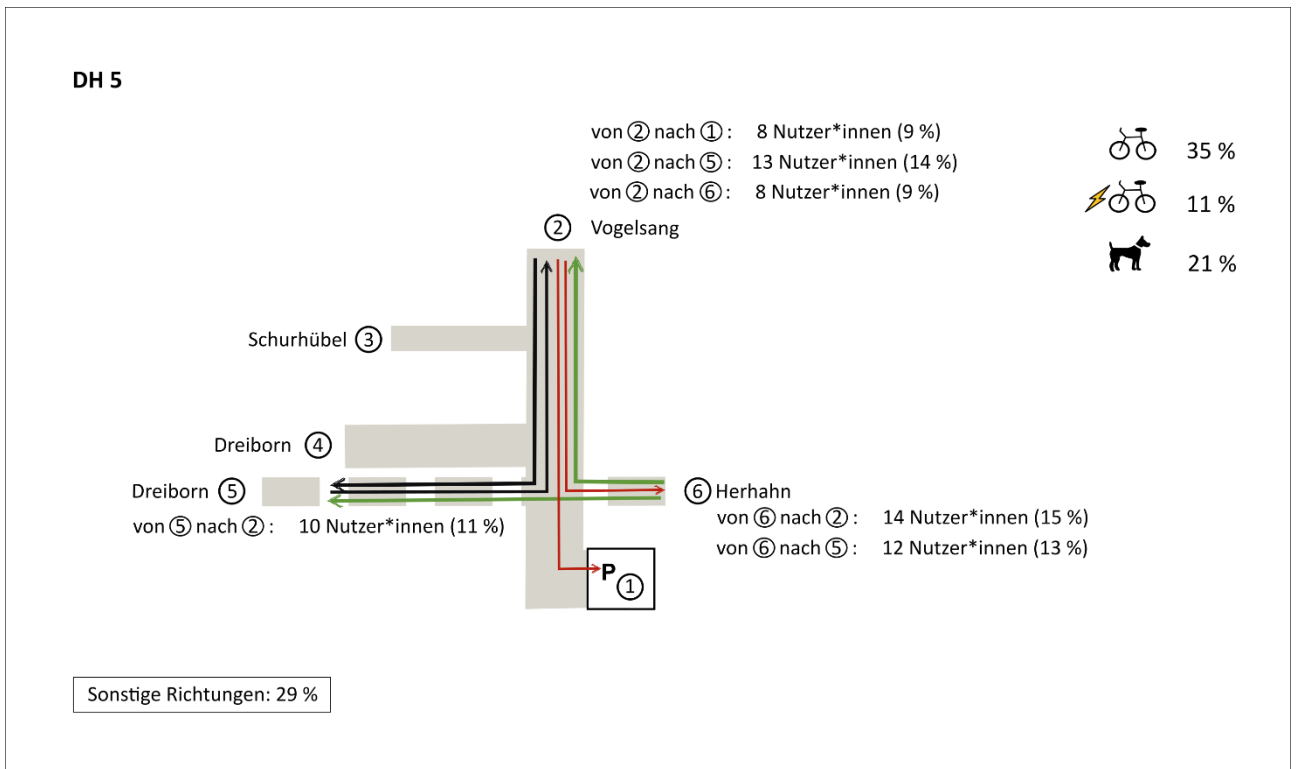 DH 5
von ② nach ① : 8 Nutzer*innen (9 %)
von ② nach ⑤ : 13 Nutzer*innen (14 %)
von ② nach ⑥ : 8 Nutzer*innen (9 %)
35 %
11 %
21 %
② Vogelsang
Schurhübel ③
Dreiborn ④
Dreiborn ⑤
von ⑤ nach ② : 10 Nutzer*innen (11 %)
⑥ Herhahn
von ⑥ nach ② : 14 Nutzer*innen (15 %)
von ⑥ nach ⑤ : 12 Nutzer*innen (13 %)
P ①
Sonstige Richtungen: 29 %